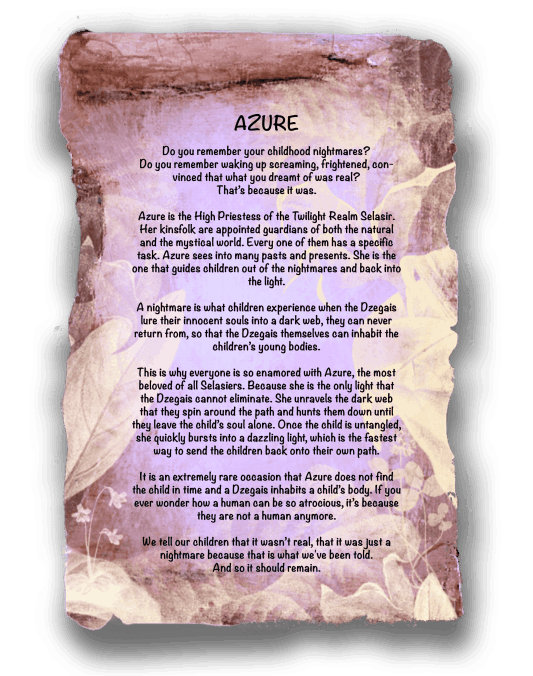 AZURE
Do you remember your childhood nightmares?
Do you remember waking up screaming, frightened, con-
vinced that what you dreamt of was real?
That's because it was.
Azure is the High Priestess of the Twilight Realm Selasir.
Her kinsfolk are appointed guardians of both the natural
and the mystical world. Every one of them has a specific
task. Azure sees into many pasts and presents. She is the
one that guides children out of the nightmares and back into
the light.
A nightmare is what children experience when the Dzegais
lure their innocent souls into a dark web, they can never
return from, so that the Dzegais themselves can inhabit the
children's young bodies.
This is why everyone is so enamored with Azure, the most
beloved of all Selasiers. Because she is the only light that
the Dzegais cannot eliminate. She unravels the dark web
that they spin around the path and hunts them down until
they leave the child's soul alone. Once the child is untangled,
she quickly bursts into a dazzling light, which is the fastest
way to send the children back onto their own path.
It is an extremely rare occasion that Azure does not find
the child in time and a Dzegais inhabits a child's body. If you
ever wonder how a human can be so atrocious, it's because
they are not a human anymore.
We tell our children that it wasn't real, that it was just a
nightmare because that is what we've been told.
And so it should remain.